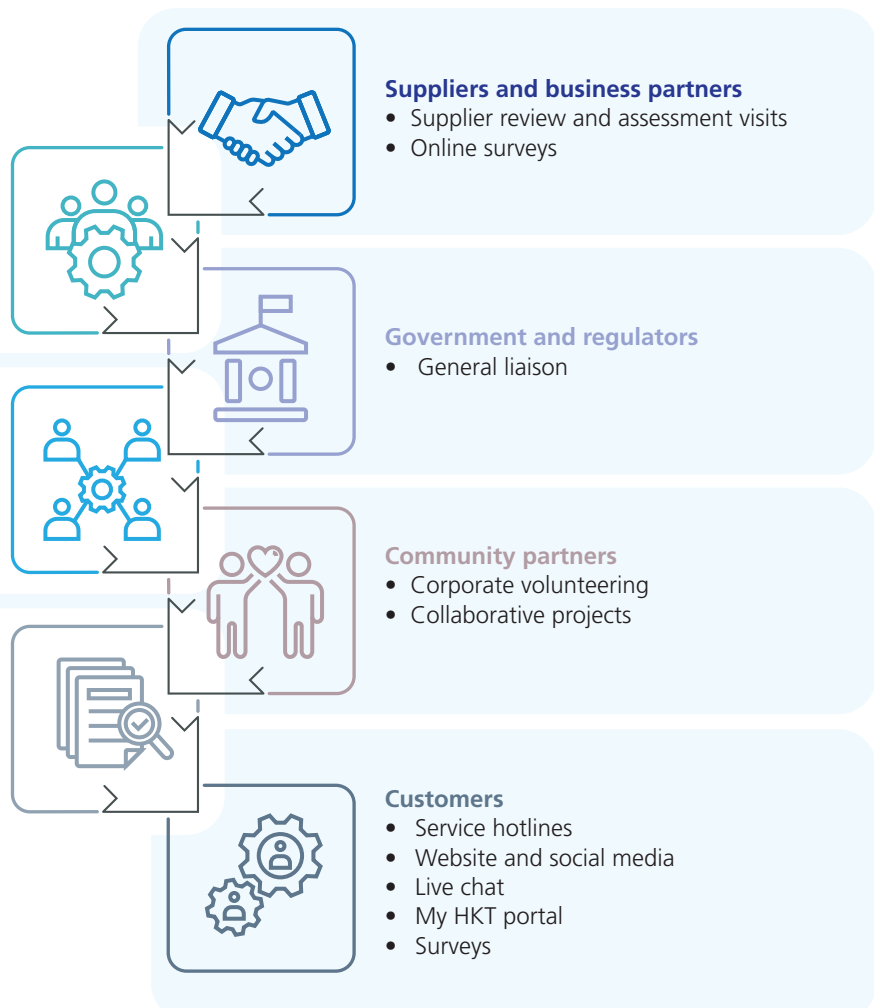 Suppliers and business partners
• Supplier review and assessment visits
• Online surveys
Government and regulators
• General liaison
Community partners
• Corporate volunteering
• Collaborative projects
Customers
• Service hotlines
• Website and social media
• Live chat
• My HKT portal
• Surveys